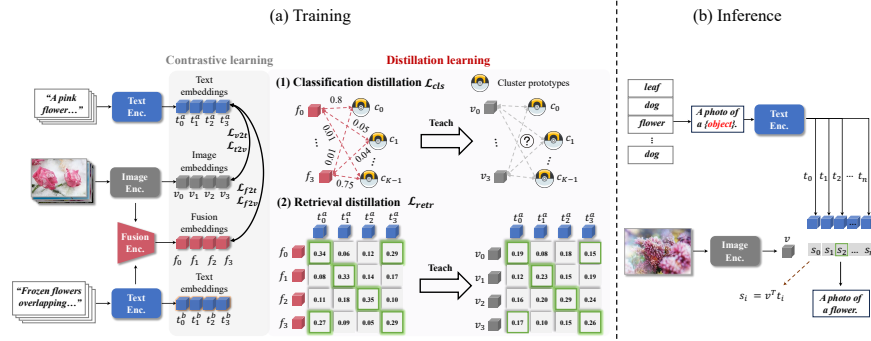 (a) Training
(b) Inference
Contrastive learning
Distillation learning
Text embeddings
(1) Classification distillation ℒcls
Cluster prototypes
"A pink flower…"
Text Enc.
t₀ᵃ t₁ᵃ t₂ᵃ t₃ᵃ
ℒv2t
ℒt2v
f₀
0.8
0.05
0.01
0.01
0.04
0.75
c₀
c₁
…
c_{K-1}
f₃
Teach
v₀
?
c₀
c₁
…
c_{K-1}
v₃
Image embeddings
Image Enc.
v₀ v₁ v₂ v₃
ℒf2t
ℒf2v
Fusion Enc.
Fusion embeddings
f₀ f₁ f₂ f₃
"Frozen flowers overlapping…"
Text Enc.
Text embeddings
t₀ᵇ t₁ᵇ t₂ᵇ t₃ᵇ
(2) Retrieval distillation ℒretr
t₀ᵃ t₁ᵃ t₂ᵃ t₃ᵃ
f₀ 0.34 0.06 0.12 0.29
f₁ 0.08 0.33 0.14 0.17
f₂ 0.11 0.18 0.35 0.10
f₃ 0.27 0.09 0.05 0.29
Teach
t₀ᵃ t₁ᵃ t₂ᵃ t₃ᵃ
v₀ 0.19 0.08 0.18 0.15
v₁ 0.12 0.23 0.15 0.19
v₂ 0.16 0.20 0.29 0.24
v₃ 0.17 0.10 0.15 0.26
leaf
dog
flower
⋮
dog
A photo of a {object}.
Text Enc.
t₀ t₁ t₂ … tₙ
Image Enc.
v
s₀ s₁ s₂ …
sᵢ = vᵀtᵢ
A photo of a flower.